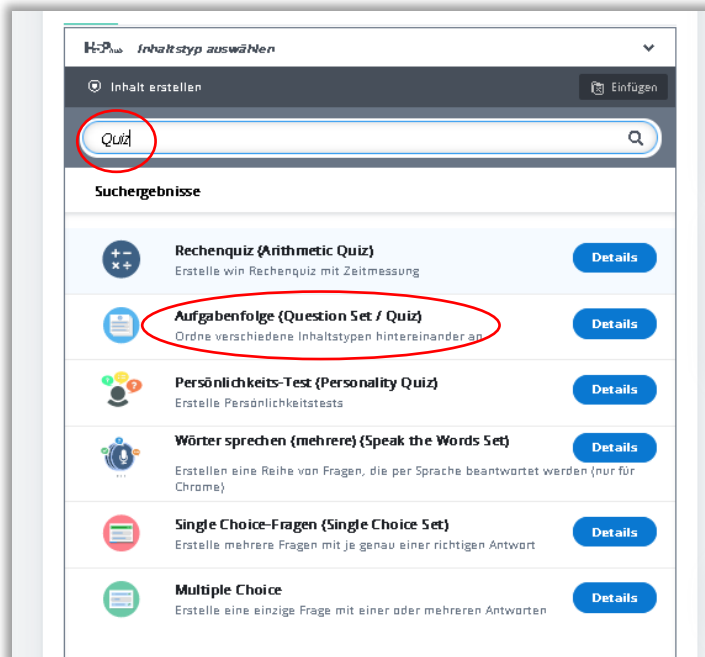 H5P Hub Inhaltstyp auswählen
Inhalt erstellen Einfügen
Quiz
Suchergebnisse
Rechenquiz (Arithmetic Quiz)
Erstelle win Rechenquiz mit Zeitmessung
Details
Aufgabenfolge (Question Set / Quiz)
Ordne verschiedene Inhaltstypen hintereinander an
Details
Persönlichkeits-Test (Personality Quiz)
Erstelle Persönlichkeitstests
Details
Wörter sprechen (mehrere) (Speak the Words Set)
Details
Erstellen eine Reihe von Fragen, die per Sprache beantwortet werden (nur für
Chrome)
Single Choice-Fragen (Single Choice Set)
Erstelle mehrere Fragen mit je genau einer richtigen Antwort
Details
Multiple Choice
Erstelle eine einzige Frage mit einer oder mehreren Antworten
Details